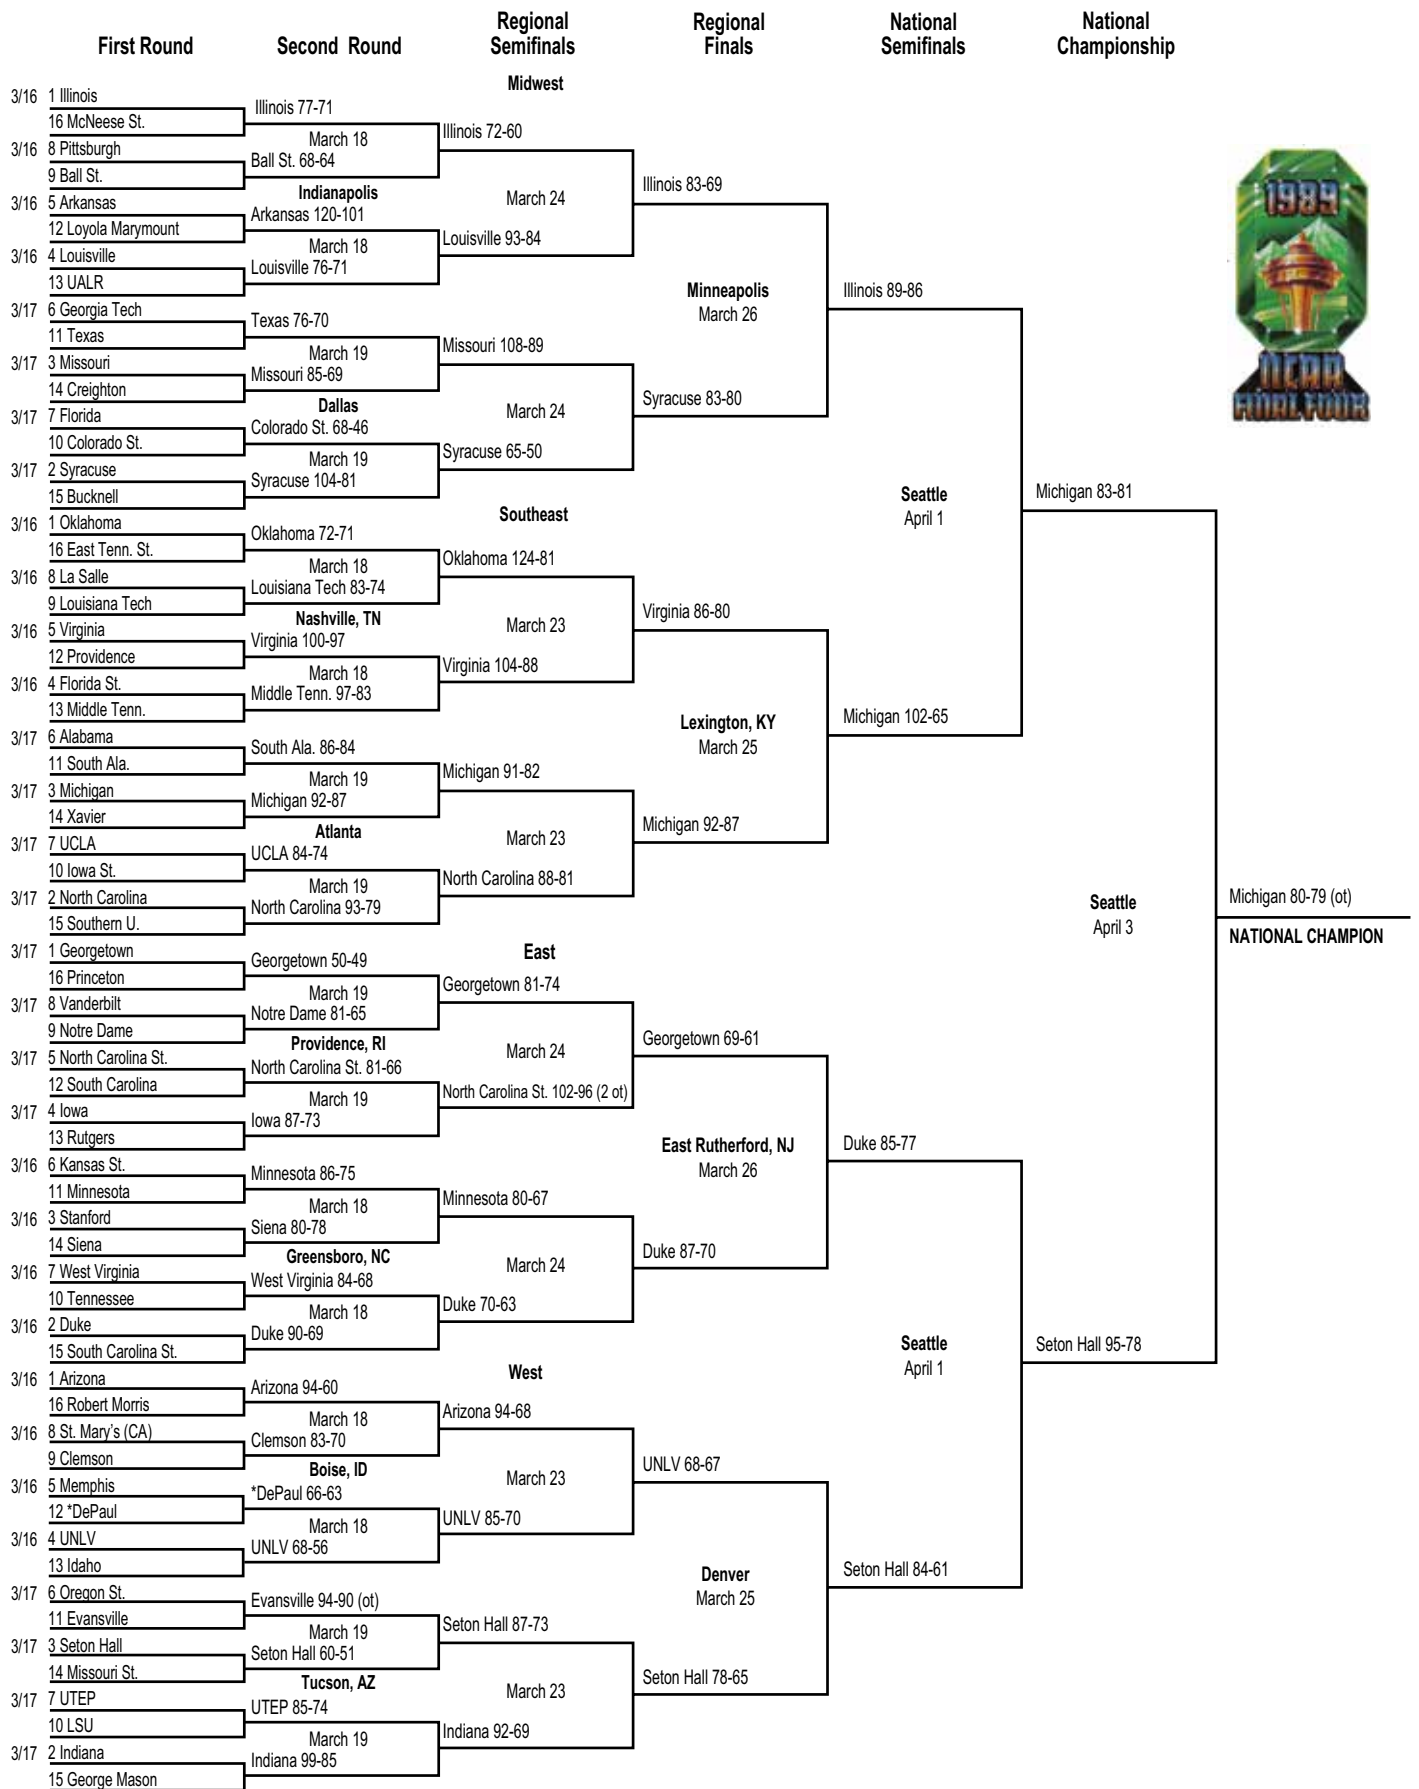 First Round
Second Round
Regional
Semifinals
Regional
Finals
National
Semifinals
National
Championship
Midwest
3/16 1 Illinois
16 McNeese St.
3/16 8 Pittsburgh
9 Ball St.
3/16 5 Arkansas
12 Loyola Marymount
3/16 4 Louisville
13 UALR
3/17 6 Georgia Tech
11 Texas
3/17 3 Missouri
14 Creighton
3/17 7 Florida
10 Colorado St.
3/17 2 Syracuse
15 Bucknell
3/16 1 Oklahoma
16 East Tenn. St.
3/16 8 La Salle
9 Louisiana Tech
3/16 5 Virginia
12 Providence
3/16 4 Florida St.
13 Middle Tenn.
3/17 6 Alabama
11 South Ala.
3/17 3 Michigan
14 Xavier
3/17 7 UCLA
10 Iowa St.
3/17 2 North Carolina
15 Southern U.
3/17 1 Georgetown
16 Princeton
3/17 8 Vanderbilt
9 Notre Dame
3/17 5 North Carolina St.
12 South Carolina
3/17 4 Iowa
13 Rutgers
3/16 6 Kansas St.
11 Minnesota
3/16 3 Stanford
14 Siena
3/16 7 West Virginia
10 Tennessee
3/16 2 Duke
15 South Carolina St.
3/16 1 Arizona
16 Robert Morris
3/16 8 St. Mary's (CA)
9 Clemson
3/16 5 Memphis
12 *DePaul
3/16 4 UNLV
13 Idaho
3/17 6 Oregon St.
11 Evansville
3/17 3 Seton Hall
14 Missouri St.
3/17 7 UTEP
10 LSU
3/17 2 Indiana
15 George Mason
Illinois 77-71
March 18
Ball St. 68-64
Indianapolis
Arkansas 120-101
March 18
Louisville 76-71
Texas 76-70
March 19
Missouri 85-69
Dallas
Colorado St. 68-46
March 19
Syracuse 104-81
Oklahoma 72-71
March 18
Louisiana Tech 83-74
Nashville, TN
Virginia 100-97
March 18
Middle Tenn. 97-83
South Ala. 86-84
March 19
Michigan 92-87
Atlanta
UCLA 84-74
March 19
North Carolina 93-79
Georgetown 50-49
March 19
Notre Dame 81-65
Providence, RI
North Carolina St. 81-66
March 19
Iowa 87-73
Minnesota 86-75
March 18
Siena 80-78
Greensboro, NC
West Virginia 84-68
March 18
Duke 90-69
Arizona 94-60
March 18
Clemson 83-70
Boise, ID
*DePaul 66-63
March 18
UNLV 68-56
Evansville 94-90 (ot)
March 19
Seton Hall 60-51
Tucson, AZ
UTEP 85-74
March 19
Indiana 99-85
Illinois 72-60
March 24
Louisville 93-84
Missouri 108-89
March 24
Syracuse 65-50
Southeast
Oklahoma 124-81
March 23
Virginia 104-88
Michigan 91-82
March 23
North Carolina 88-81
East
Georgetown 81-74
March 24
North Carolina St. 102-96 (2 ot)
Minnesota 80-67
March 24
Duke 70-63
West
Arizona 94-68
March 23
UNLV 85-70
Seton Hall 87-73
March 23
Indiana 92-69
Illinois 83-69
Minneapolis
March 26
Syracuse 83-80
Virginia 86-80
Lexington, KY
March 25
Michigan 92-87
Georgetown 69-61
East Rutherford, NJ
March 26
Duke 87-70
UNLV 68-67
Denver
March 25
Seton Hall 78-65
Illinois 89-86
Seattle
April 1
Michigan 102-65
Duke 85-77
Seattle
April 1
Seton Hall 84-61
Michigan 83-81
Seattle
April 3
Seton Hall 95-78
Michigan 80-79 (ot)
NATIONAL CHAMPION
1989
NCAA
FINAL FOUR